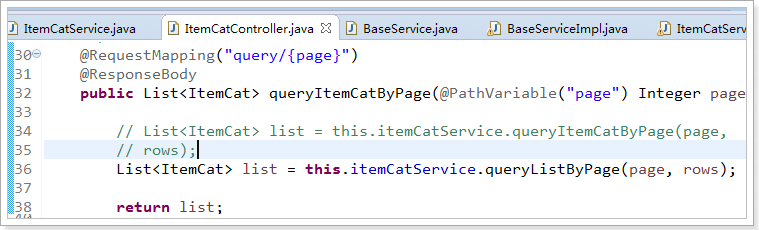 ItemCatService.java ItemCatController.java BaseService.java BaseServiceImpl.java ItemCatServ
30 @RequestMapping("query/{page}")
31 @ResponseBody
32 public List<ItemCat> queryItemCatByPage(@PathVariable("page") Integer page
33
34 // List<ItemCat> list = this.itemCatService.queryItemCatByPage(page,
35 // rows);
36 List<ItemCat> list = this.itemCatService.queryListByPage(page, rows);
37
38 return list;